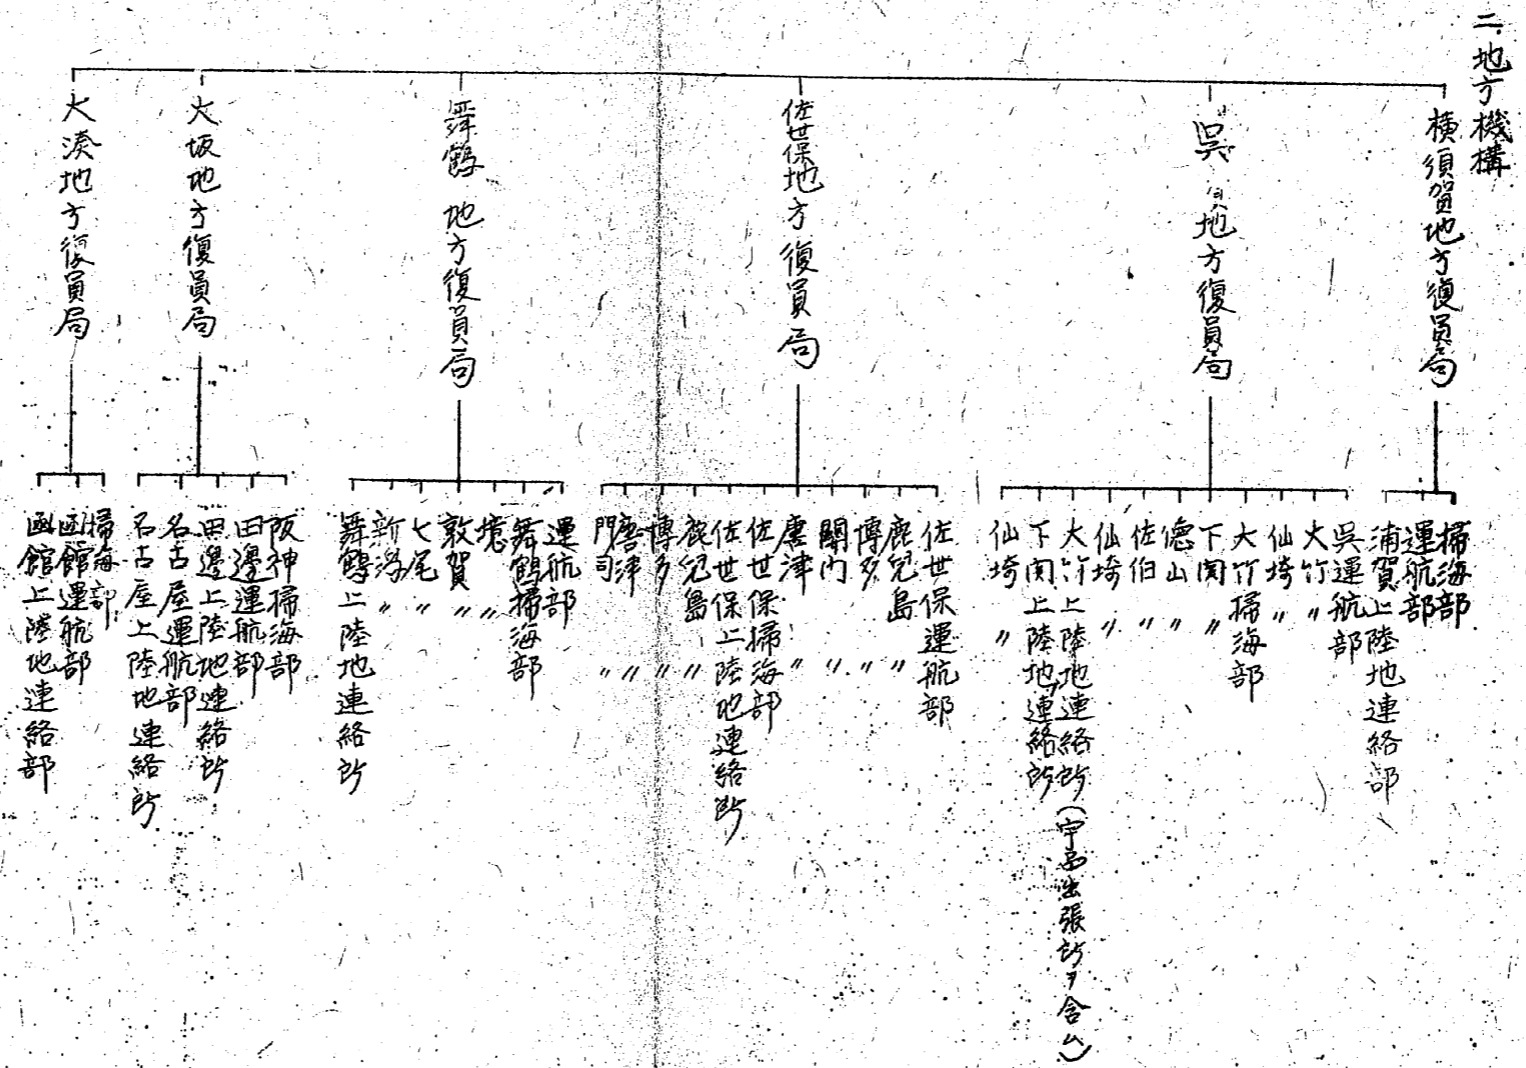 二、地方機構
横須賀地方復員局
掃海部
運航部
浦賀上陸地連絡部
呉地方復員局
呉運航部
大竹〃
仙埼〃
大竹掃海部
下関〃
徳山〃
佐伯〃
仙埼〃
大竹上陸地連絡所(宇品出張所ヲ含ム)
下関上陸地連絡所
仙埼〃
佐世保地方復員局
佐世保運航部
鹿児島〃
博多〃
關門〃
唐津〃
佐世保掃海部
佐世保上陸地連絡所
鹿児島〃
博多〃
唐津〃
門司〃
舞鶴地方復員局
運航部
舞鶴掃海部
境〃
敦賀〃
七尾〃
新潟〃
舞鶴上陸地連絡所
大坂地方復員局
阪神掃海部
田邊運航部
田邊上陸地連絡所
名古屋運航部
名古屋上陸地連絡所
大湊地方復員局
掃海部
函館運航部
函館上陸地連絡部